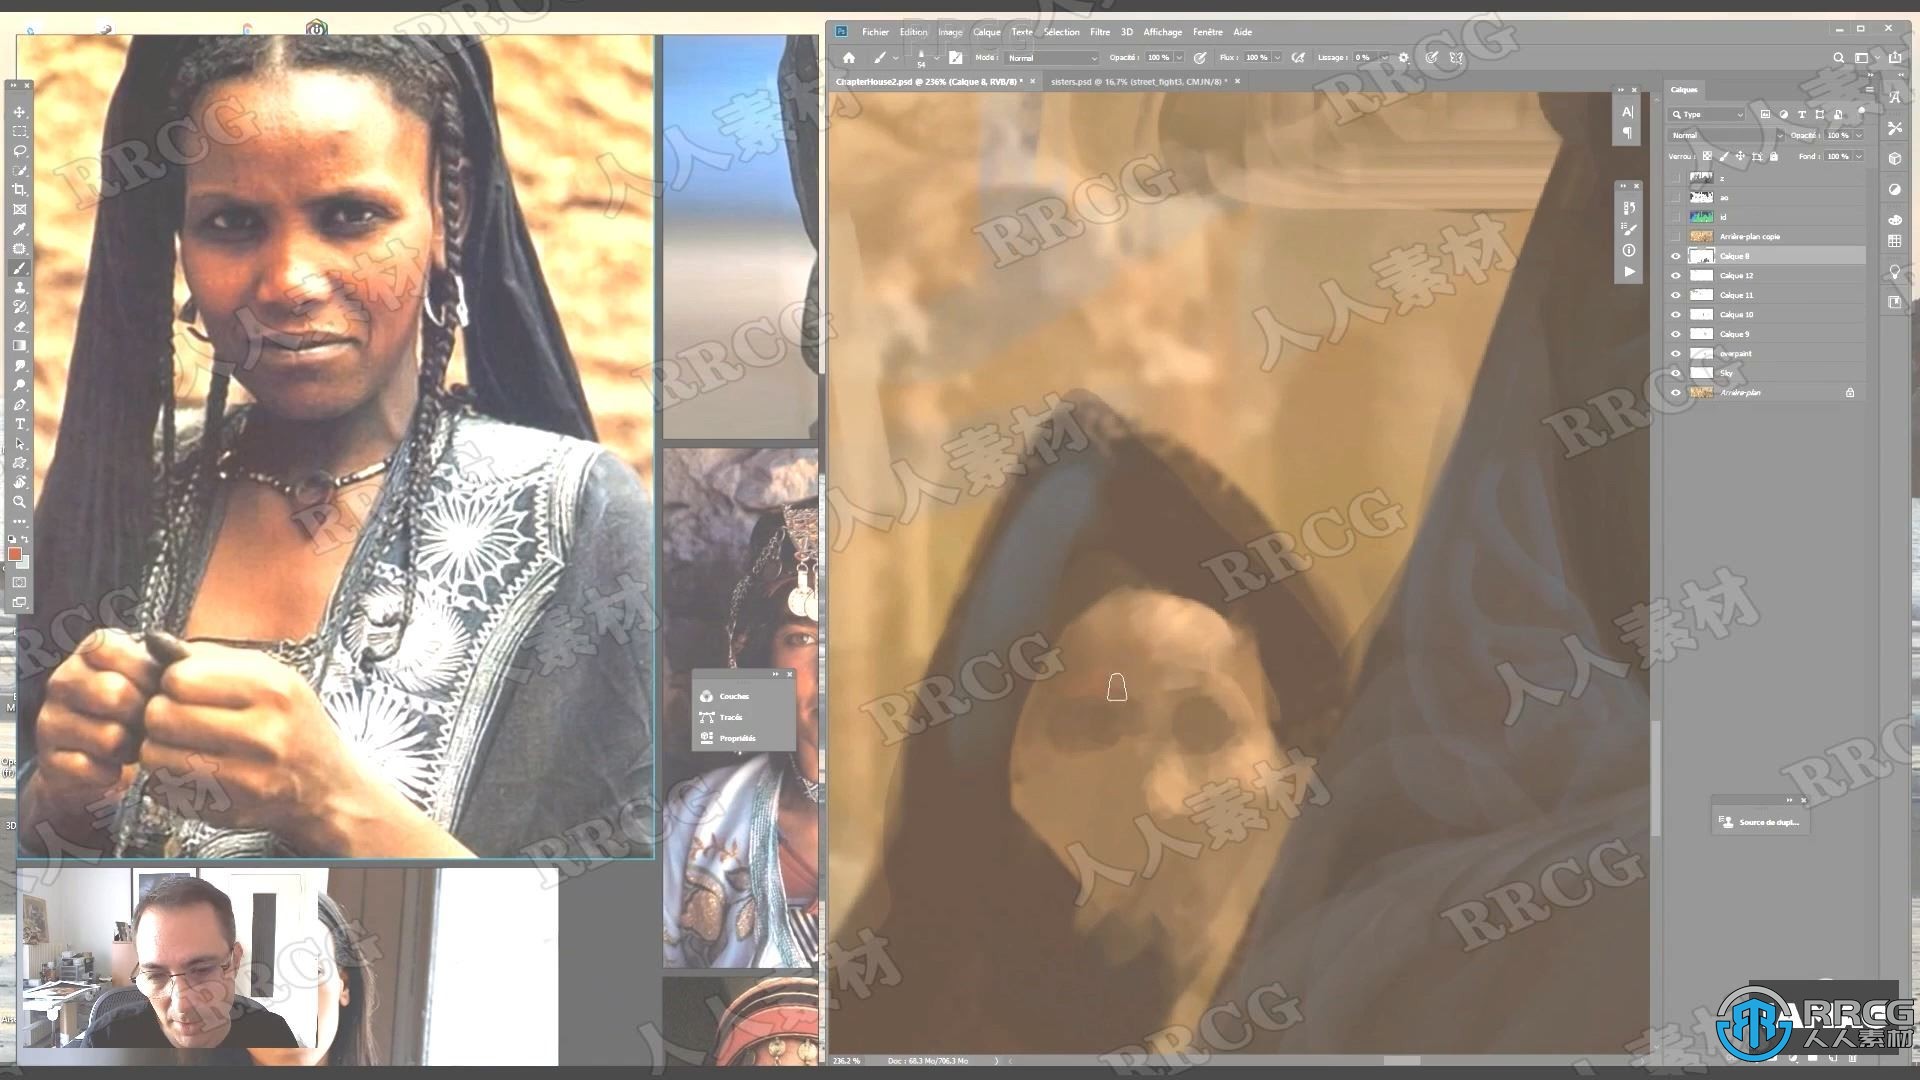 Fichier Edition Image Calque Texte Sélection Filtre 3D Affichage Fenêtre Aide
54 Mode : Normal Opacité : 100 % Flux : 100 % Lissage : 0 %
ChapterHouse2.psd @ 236% (Calque 8, RVB/8) * × sisters.psd @ 16,7% (street_fight3, CMJN/8) * ×
Calques
Type
Normal Opacité : 100 %
Verrou : Fond : 100 %
z
ao
id
Arrière-plan copie
Calque 8
Calque 12
Calque 11
Calque 10
Calque 9
overpaint
Sky
Arrière-plan
Couches
Tracés
Propriétés
Source de dupl...
236.2 % Doc : 68.3 Mo/706.3 Mo
RRCG
人人素材